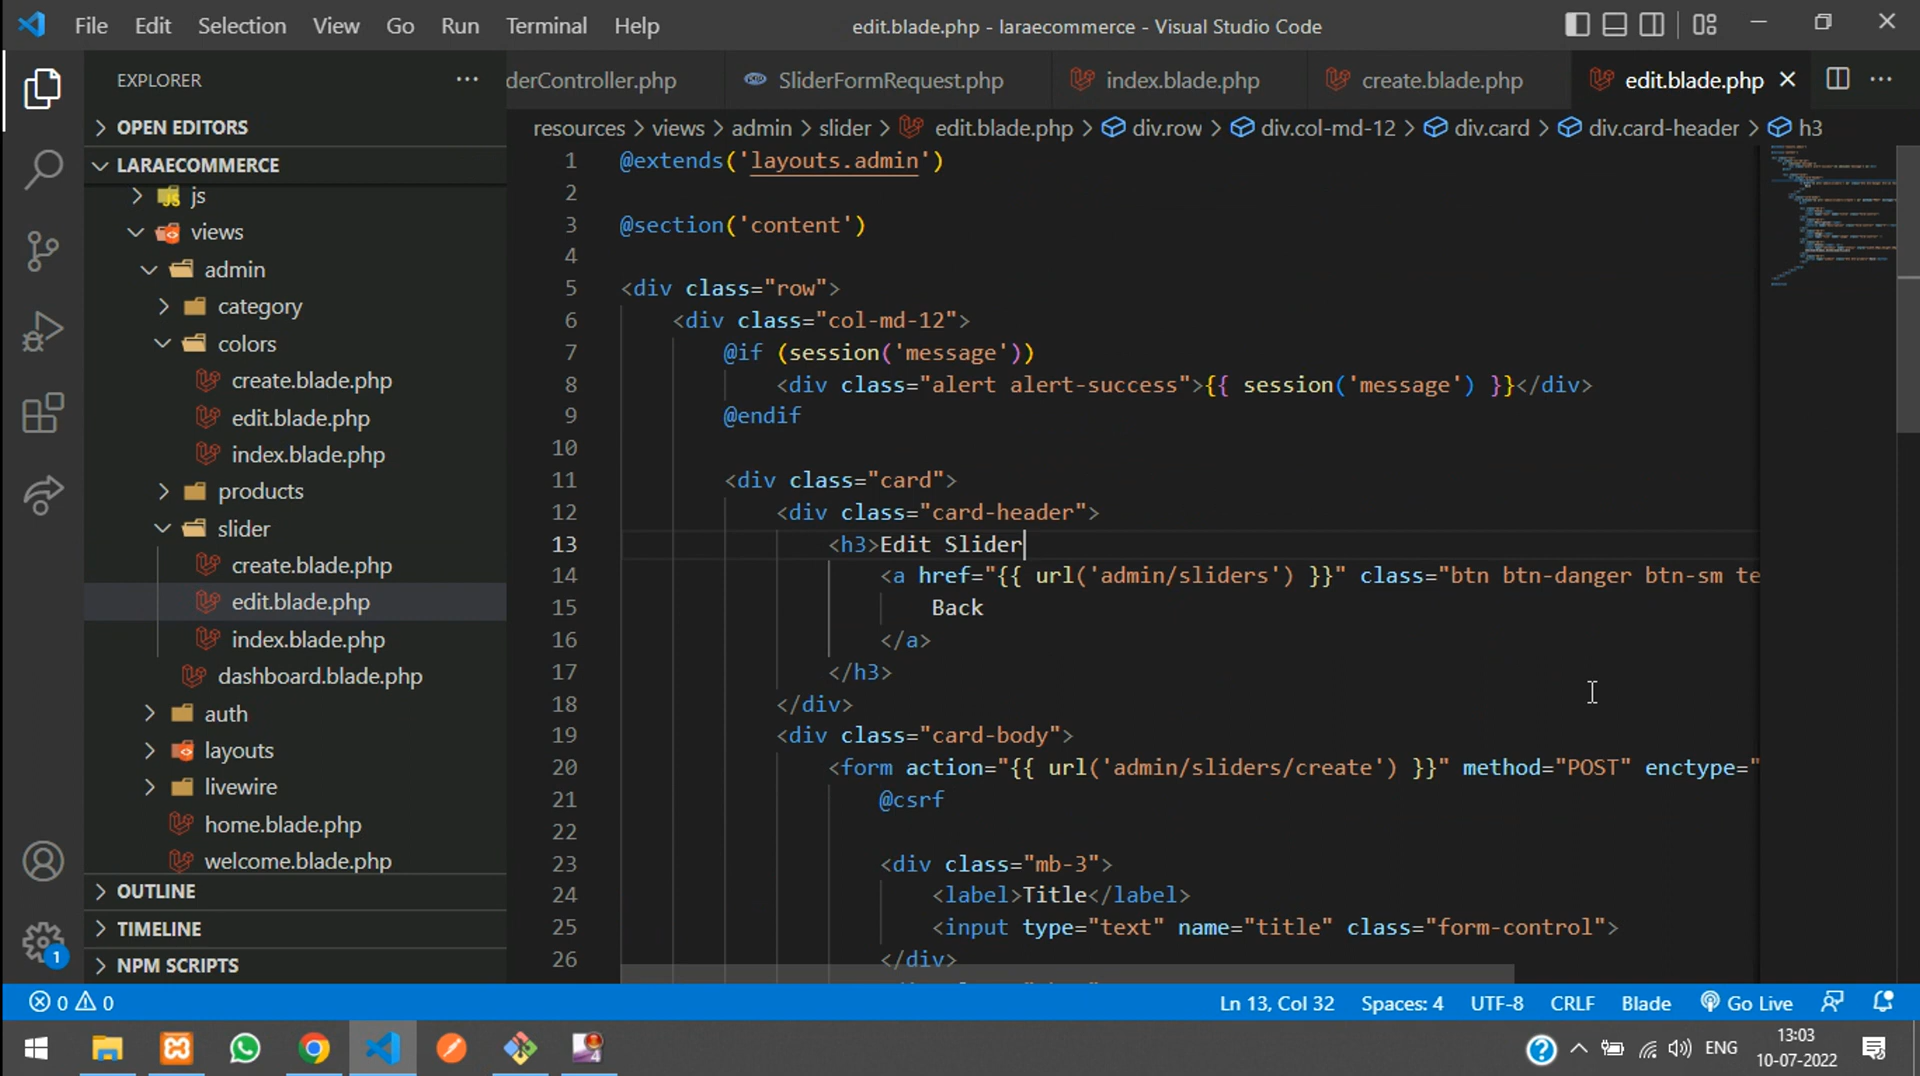 File Edit Selection View Go Run Terminal Help edit.blade.php - laraecommerce - Visual Studio Code
EXPLORER
OPEN EDITORS
LARAECOMMERCE
js
views
admin
category
colors
create.blade.php
edit.blade.php
index.blade.php
products
slider
create.blade.php
edit.blade.php
index.blade.php
dashboard.blade.php
auth
layouts
livewire
home.blade.php
welcome.blade.php
OUTLINE
TIMELINE
NPM SCRIPTS
derController.php SliderFormRequest.php index.blade.php create.blade.php edit.blade.php
resources > views > admin > slider > edit.blade.php > div.row > div.col-md-12 > div.card > div.card-header > h3
1 @extends('layouts.admin')
2
3 @section('content')
4
5 <div class="row">
6 <div class="col-md-12">
7 @if (session('message'))
8 <div class="alert alert-success">{{ session('message') }}</div>
9 @endif
10
11 <div class="card">
12 <div class="card-header">
13 <h3>Edit Slider
14 <a href="{{ url('admin/sliders') }}" class="btn btn-danger btn-sm te
15 Back
16 </a>
17 </h3>
18 </div>
19 <div class="card-body">
20 <form action="{{ url('admin/sliders/create') }}" method="POST" enctype="
21 @csrf
22
23 <div class="mb-3">
24 <label>Title</label>
25 <input type="text" name="title" class="form-control">
26 </div>
1
0 0 Ln 13, Col 32 Spaces: 4 UTF-8 CRLF Blade Go Live
4
ENG
13:03
10-07-2022